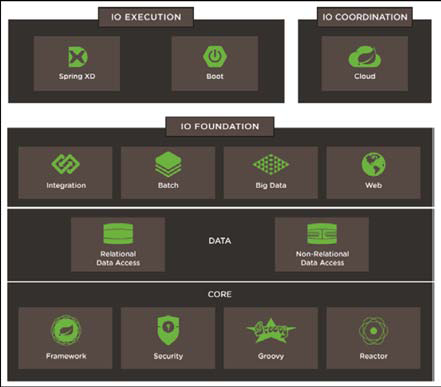 IO EXECUTION
IO COORDINATION
Spring XD
Boot
Cloud
IO FOUNDATION
Integration
Batch
Big Data
Web
Relational
Data Access
DATA
Non-Relational
Data Access
CORE
Groovy
Framework
Security
Groovy
Reactor